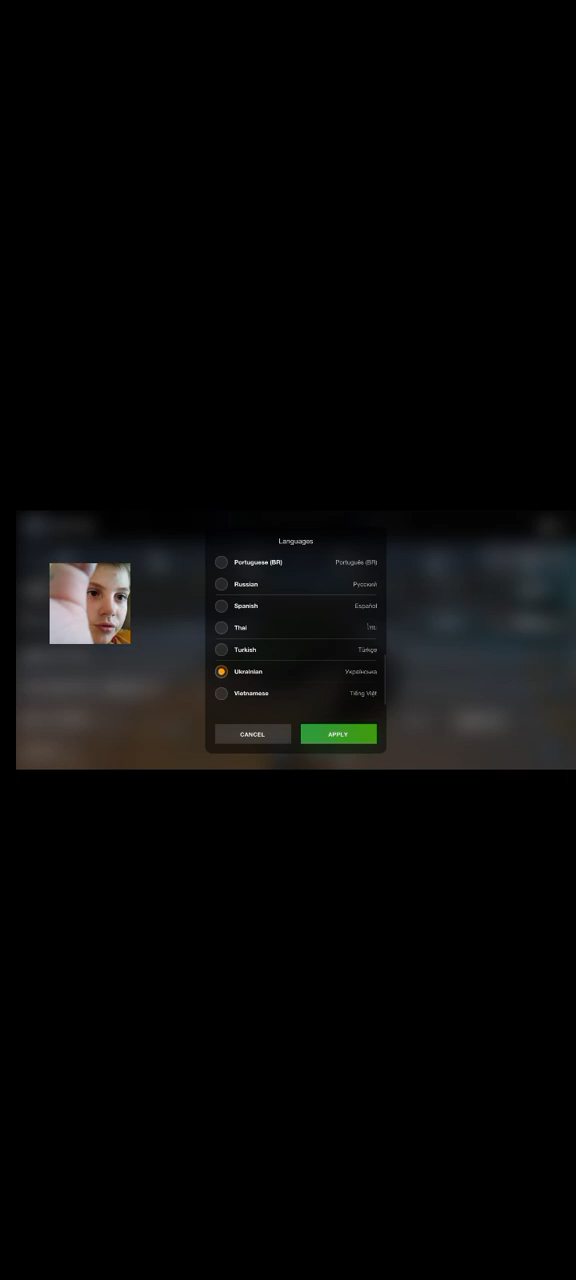 Languages
Portuguese (BR) Português (BR)
Russian Русский
Spanish Español
Thai ไทย
Turkish Türkçe
Ukrainian Українська
Vietnamese Tiếng Việt
CANCEL APPLY